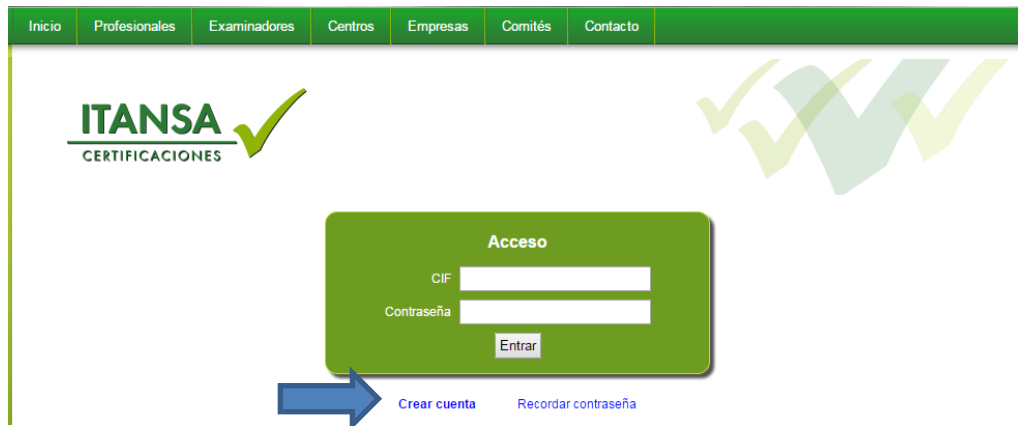 Inicio Profesionales Examinadores Centros Empresas Comités Contacto
ITANSA
CERTIFICACIONES
Acceso
CIF
Contraseña
Entrar
Crear cuenta Recordar contraseña